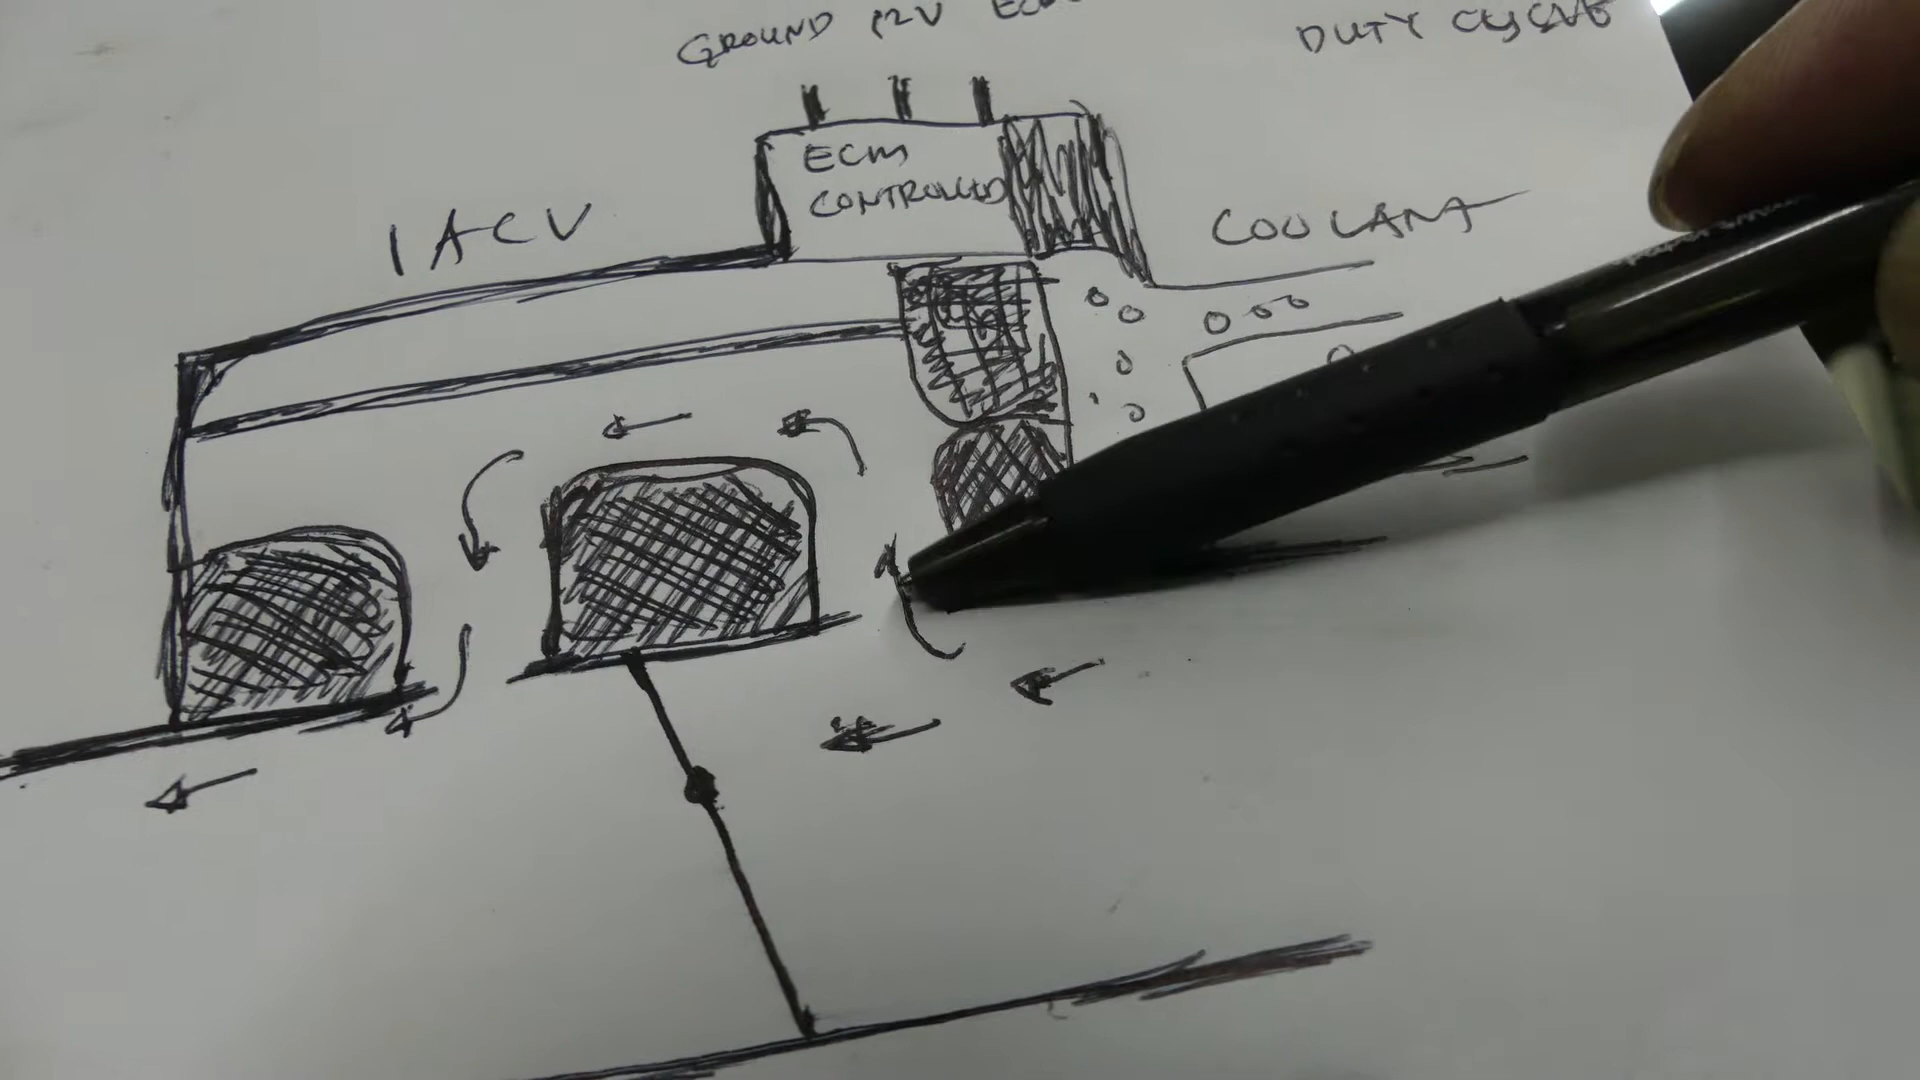 GROUND 12V
DUTY CYCLE
ECM
CONTROLLED
IACV
COOLANT